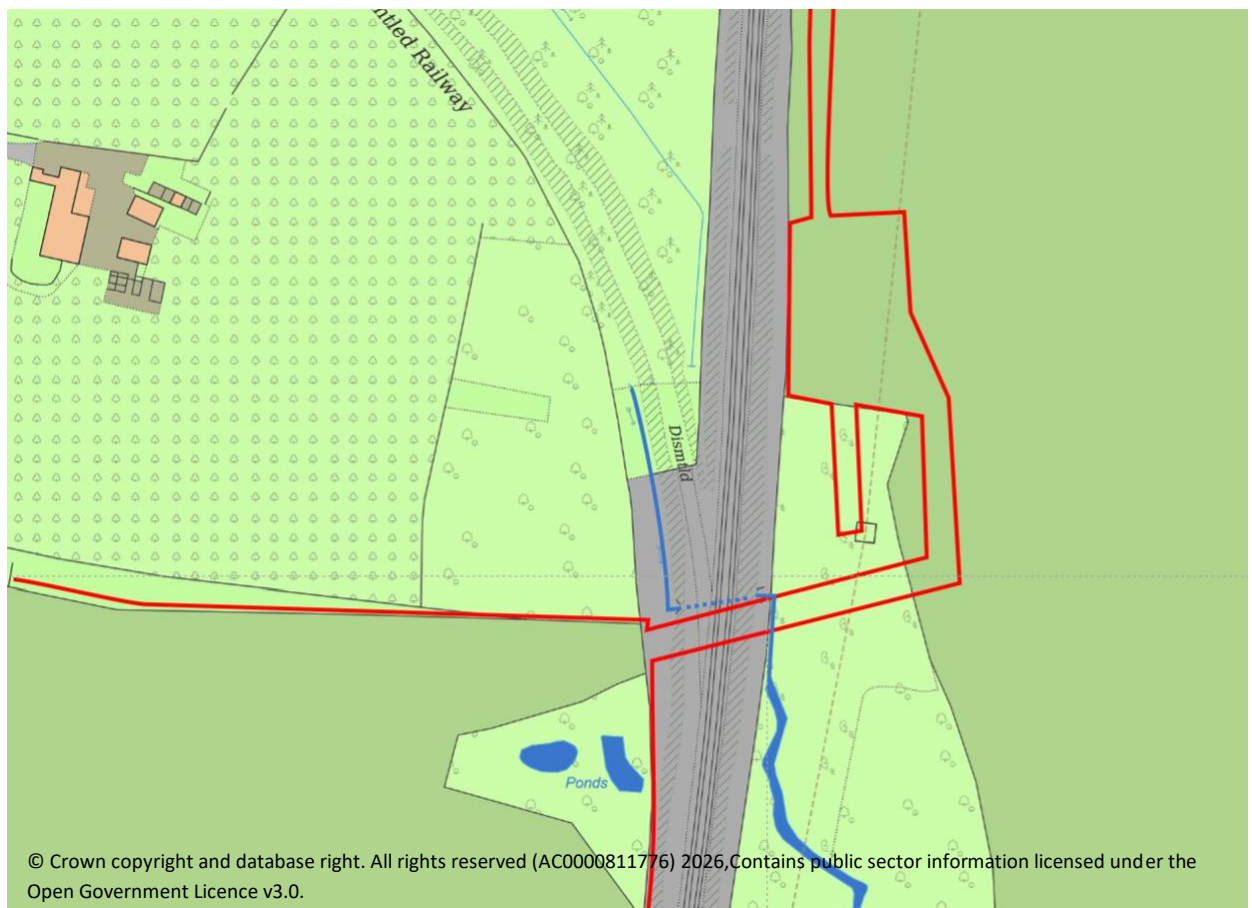 ntled Railway
Dismtld
Ponds
© Crown copyright and database right. All rights reserved (AC0000811776) 2026,Contains public sector information licensed under the
Open Government Licence v3.0.